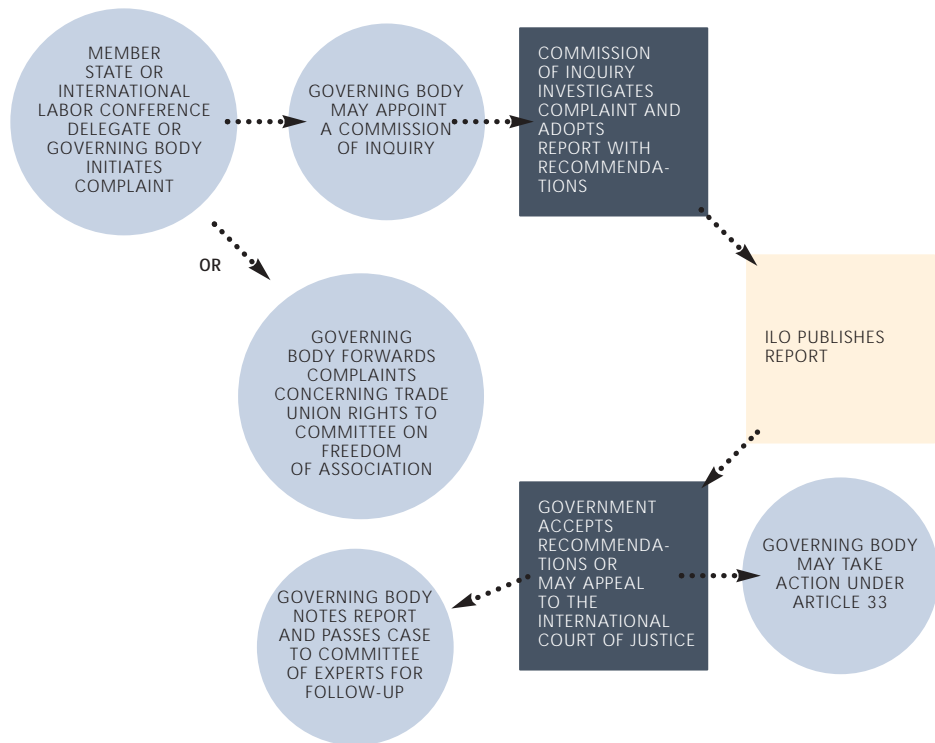 MEMBER
STATE OR
INTERNATIONAL
LABOR CONFERENCE
DELEGATE OR
GOVERNING BODY
INITIATES
COMPLAINT
GOVERNING BODY
MAY APPOINT
A COMMISSION
OF INQUIRY
COMMISSION
OF INQUIRY
INVESTIGATES
COMPLAINT AND
ADOPTS
REPORT WITH
RECOMMENDA-
TIONS
OR
GOVERNING
BODY FORWARDS
COMPLAINTS
CONCERNING TRADE
UNION RIGHTS TO
COMMITTEE ON
FREEDOM
OF ASSOCIATION
ILO PUBLISHES
REPORT
GOVERNMENT
ACCEPTS
RECOMMENDA-
TIONS OR
MAY APPEAL
TO THE
INTERNATIONAL
COURT OF JUSTICE
GOVERNING BODY
MAY TAKE
ACTION UNDER
ARTICLE 33
GOVERNING BODY
NOTES REPORT
AND PASSES CASE
TO COMMITTEE
OF EXPERTS FOR
FOLLOW-UP